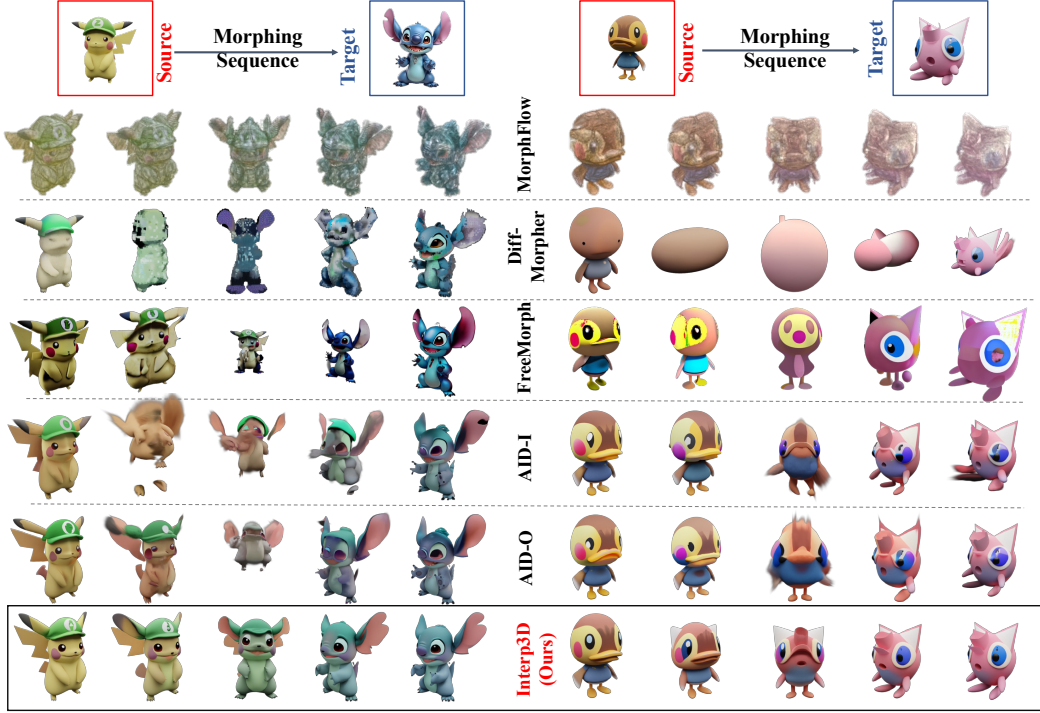 Source
Morphing
Sequence
Target
Source
Morphing
Sequence
Target
MorphFlow
Diff-
Morpher
FreeMorph
AID-I
AID-O
Interp3D
(Ours)